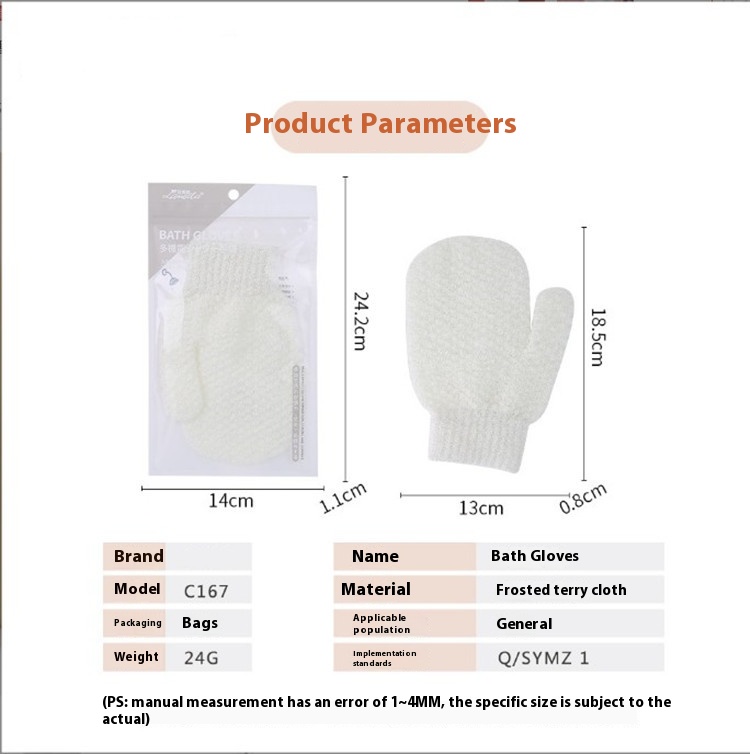 Product Parameters
BATH GLOVES
24.2cm
18.5cm
14cm
1.1cm
13cm
0.8cm
Brand
Name
Bath Gloves
Model
C167
Material
Frosted terry cloth
Packaging
Bags
Applicable
population
General
Weight
24G
Implementation
standards
Q/SYMZ 1
(PS: manual measurement has an error of 1~4MM, the specific size is subject to the
actual)